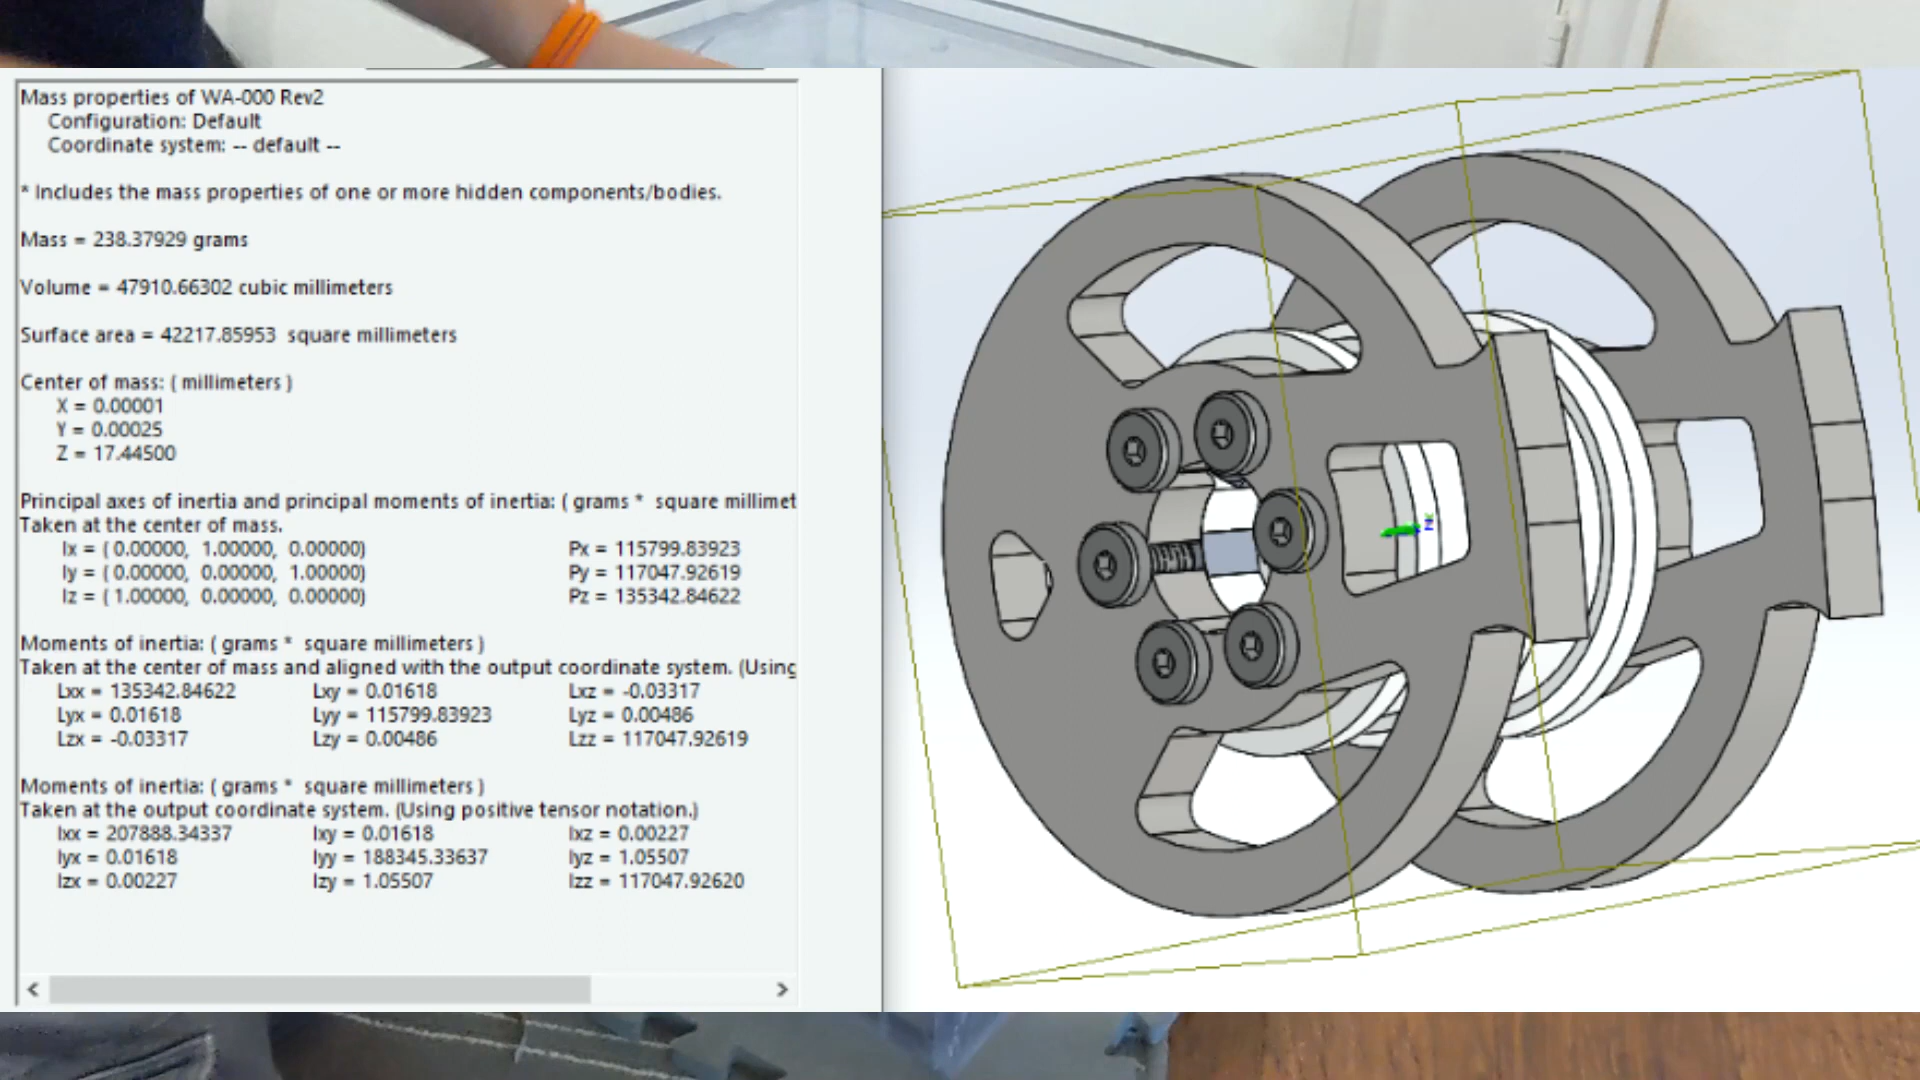 Mass properties of WA-000 Rev2
Configuration: Default
Coordinate system: -- default --
* Includes the mass properties of one or more hidden components/bodies.
Mass = 238.37929 grams
Volume = 47910.66302 cubic millimeters
Surface area = 42217.85953 square millimeters
Center of mass: ( millimeters )
X = 0.00001
Y = 0.00025
Z = 17.44500
Principal axes of inertia and principal moments of inertia: ( grams * square millimet
Taken at the center of mass.
Ix = ( 0.00000, 1.00000, 0.00000) Px = 115799.83923
Iy = ( 0.00000, 0.00000, 1.00000) Py = 117047.92619
Iz = ( 1.00000, 0.00000, 0.00000) Pz = 135342.84622
Moments of inertia: ( grams * square millimeters )
Taken at the center of mass and aligned with the output coordinate system. (Using
Lxx = 135342.84622 Lxy = 0.01618 Lxz = -0.03317
Lyx = 0.01618 Lyy = 115799.83923 Lyz = 0.00486
Lzx = -0.03317 Lzy = 0.00486 Lzz = 117047.92619
Moments of inertia: ( grams * square millimeters )
Taken at the output coordinate system. (Using positive tensor notation.)
Ixx = 207888.34337 Ixy = 0.01618 Ixz = 0.00227
Iyx = 0.01618 Iyy = 188345.33637 Iyz = 1.05507
Izx = 0.00227 Izy = 1.05507 Izz = 117047.92620